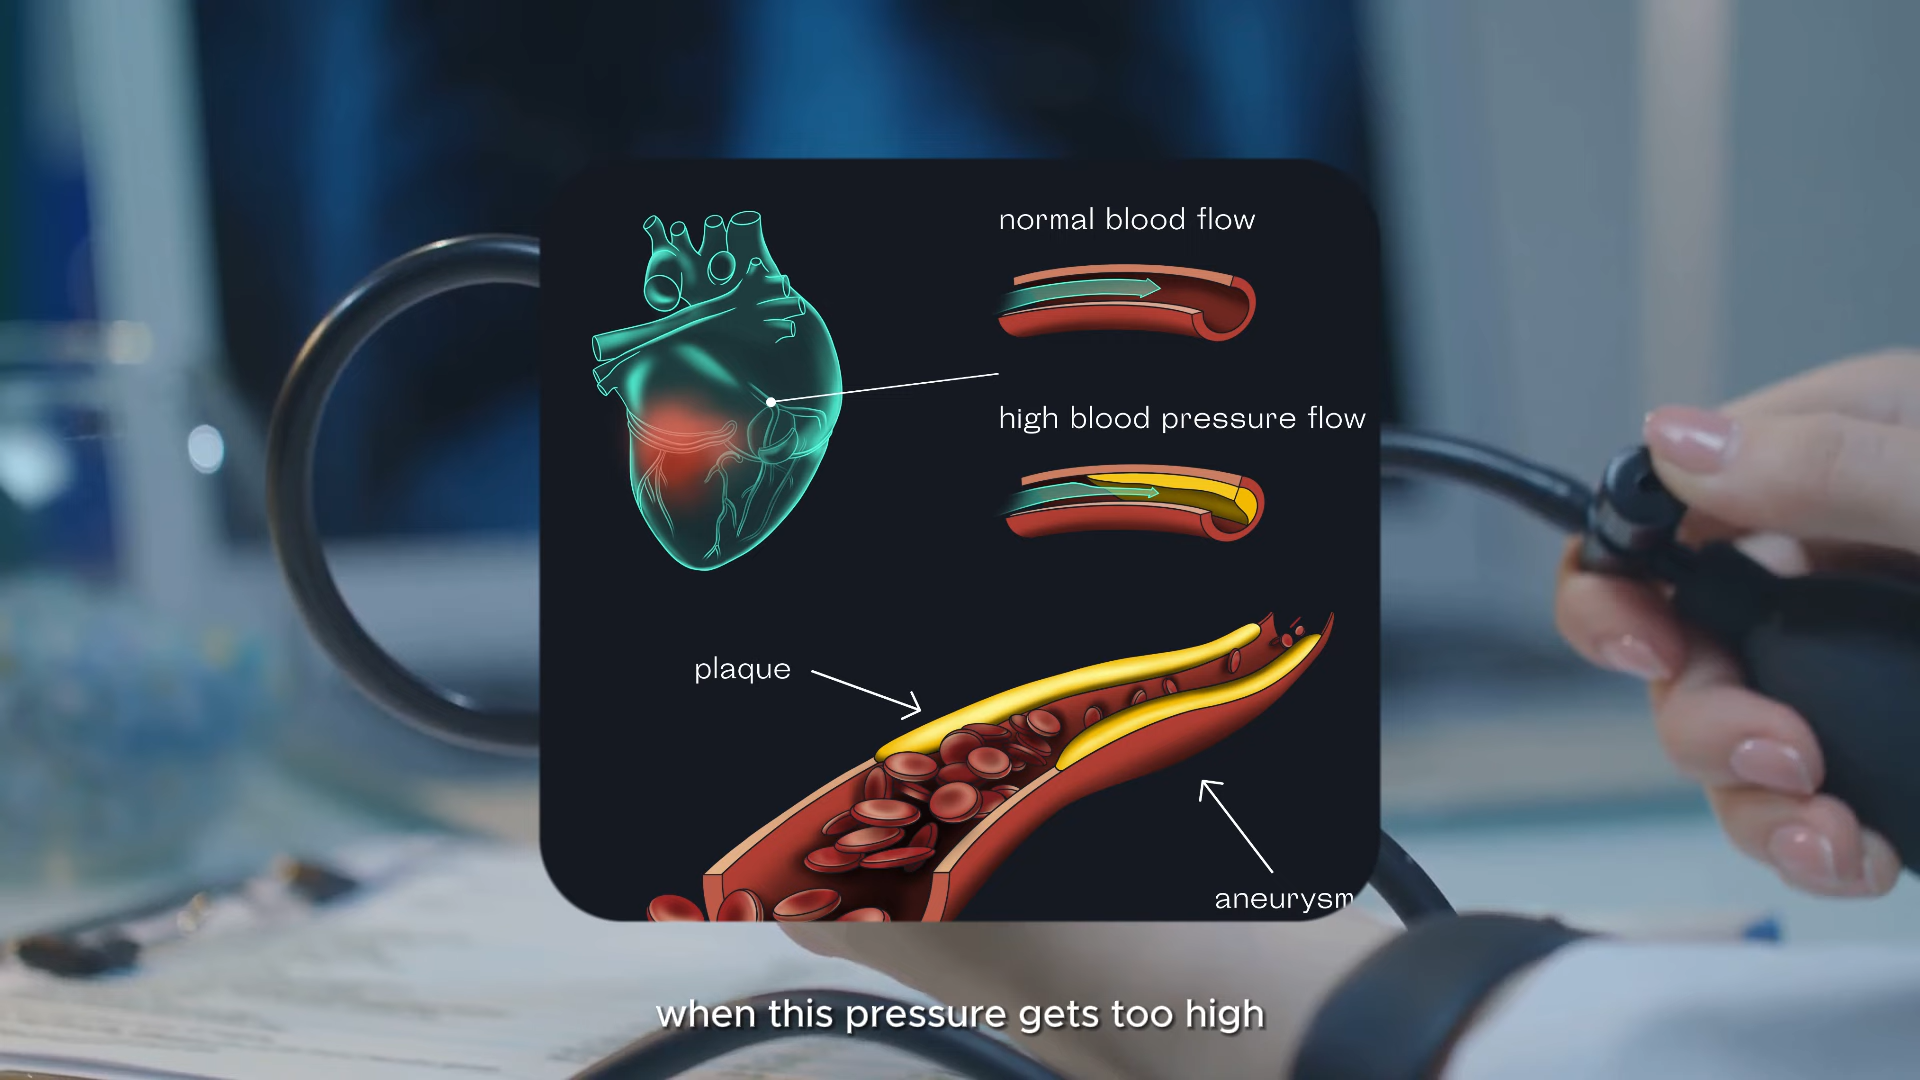 normal blood flow
high blood pressure flow
plaque
aneurysm
when this pressure gets too high